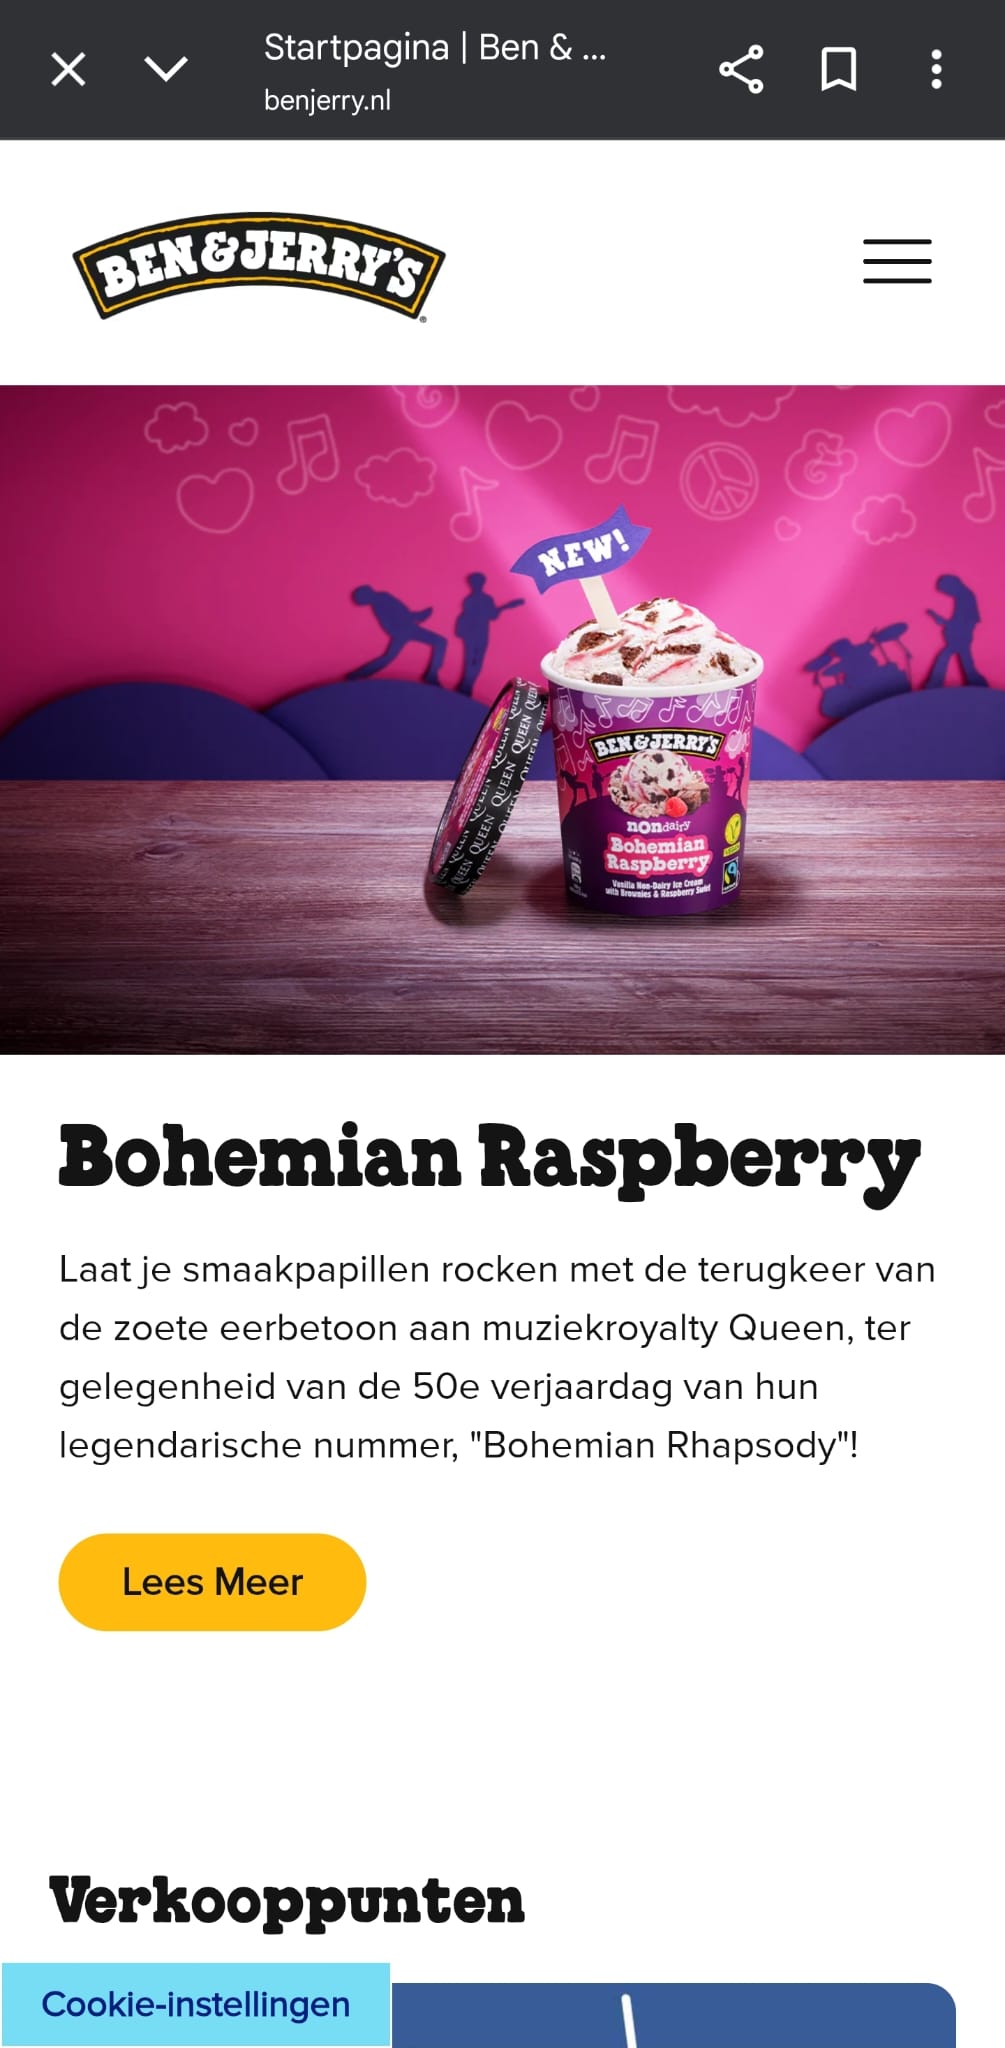 Startpagina | Ben & ...
benjerry.nl
BEN & JERRY'S
NEW!
QUEEN QUEEN QUEEN
BEN & JERRY'S
nOndairy
Bohemian
Raspberry
Vanilla Non-Dairy Ice Cream
with Brownies & Raspberry Swirl
VEGAN
Bohemian Raspberry
Laat je smaakpapillen rocken met de terugkeer van
de zoete eerbetoon aan muziekroyalty Queen, ter
gelegenheid van de 50e verjaardag van hun
legendarische nummer, "Bohemian Rhapsody"!
Lees Meer
Verkooppunten
Cookie-instellingen